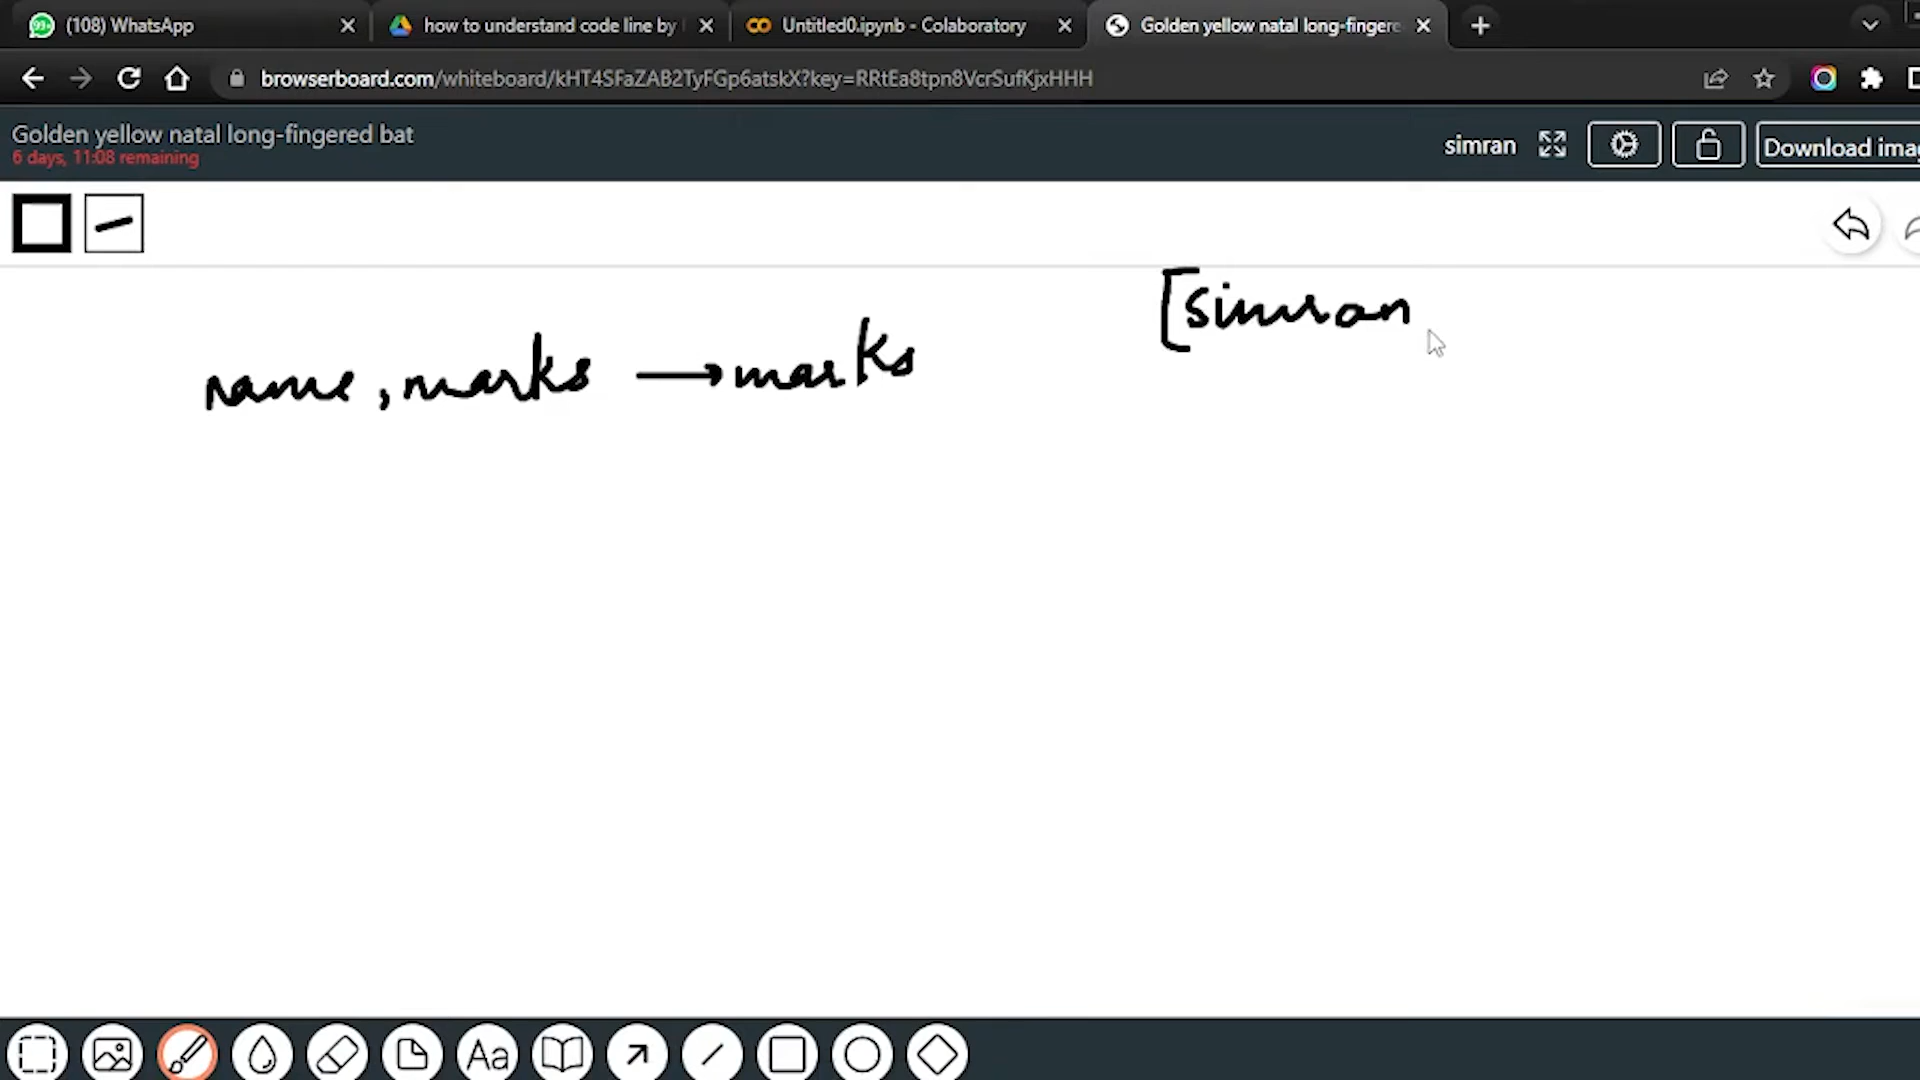 (108) WhatsApp
how to understand code line by
Untitled0.ipynb - Colaboratory
Golden yellow natal long-fingere
browserboard.com/whiteboard/kHT4SFaZAB2TyFGp6atskX?key=RRtEa8tpn8VcrSufKjxHHH
Golden yellow natal long-fingered bat
6 days, 11:08 remaining
simran
Download imag
[simran
name, marks → marks
Aa